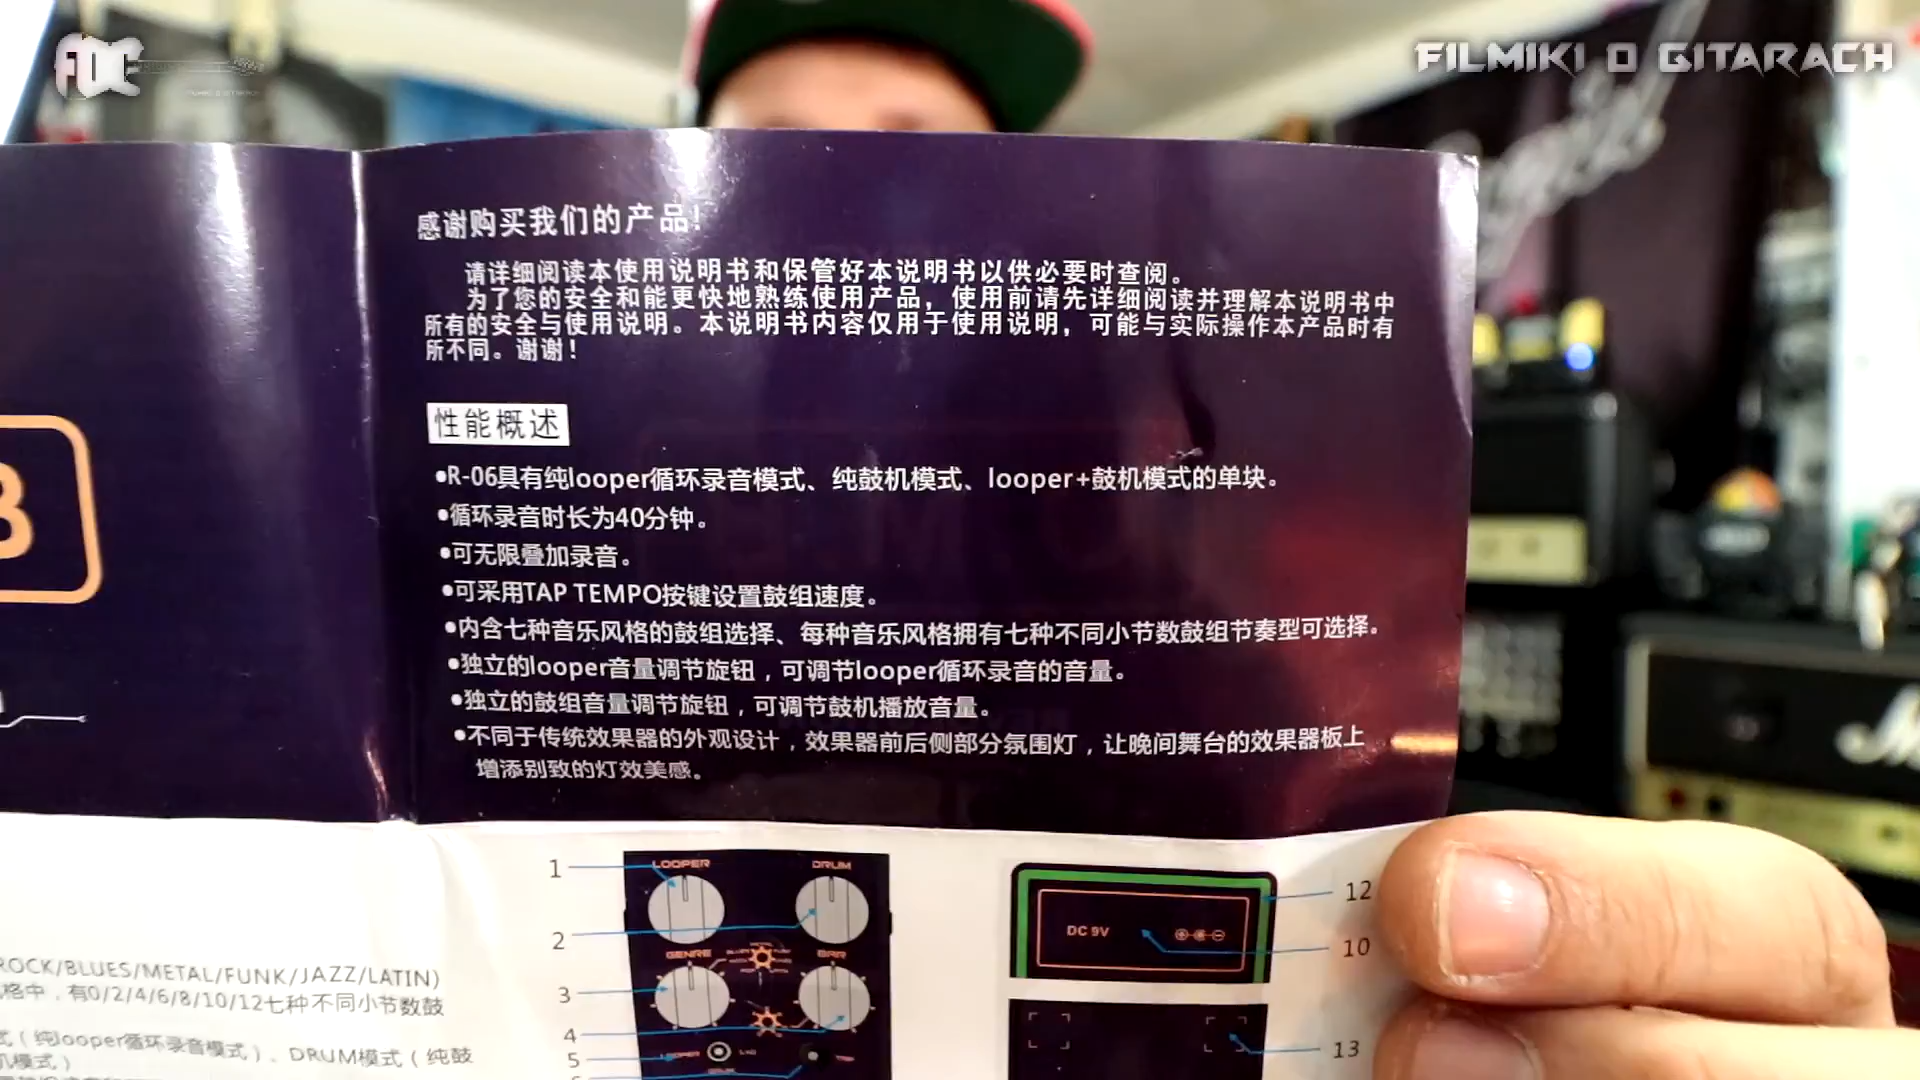 FILMIKI O GITARACH
感谢购买我们的产品!
请详细阅读本使用说明书和保管好本说明书以供必要时查阅。
为了您的安全和能更快地熟练使用产品，使用前请先详细阅读并理解本说明书中
所有的安全与使用说明。本说明书内容仅用于使用说明，可能与实际操作本产品时有
所不同。谢谢!
性能概述
•R-06具有纯looper循环录音模式、纯鼓机模式、looper+鼓机模式的单块。
•循环录音时长为40分钟。
•可无限叠加录音。
•可采用TAP TEMPO按键设置鼓组速度。
•内含七种音乐风格的鼓组选择、每种音乐风格拥有七种不同小节数鼓组节奏型可选择。
•独立的looper音量调节旋钮，可调节looper循环录音的音量。
•独立的鼓组音量调节旋钮，可调节鼓机播放音量。
•不同于传统效果器的外观设计，效果器前后侧部分氛围灯，让晚间舞台的效果器板上
增添别致的灯效美感。
1
LOOPER
DRUM
2
GENRE
BAR
3
4
5
12
DC 9V
10
13
ROCK/BLUES/METAL/FUNK/JAZZ/LATIN)
格中，有0/2/4/6/8/10/12七种不同小节数鼓
式（纯looper循环录音模式）、DRUM模式（纯鼓
机模式）